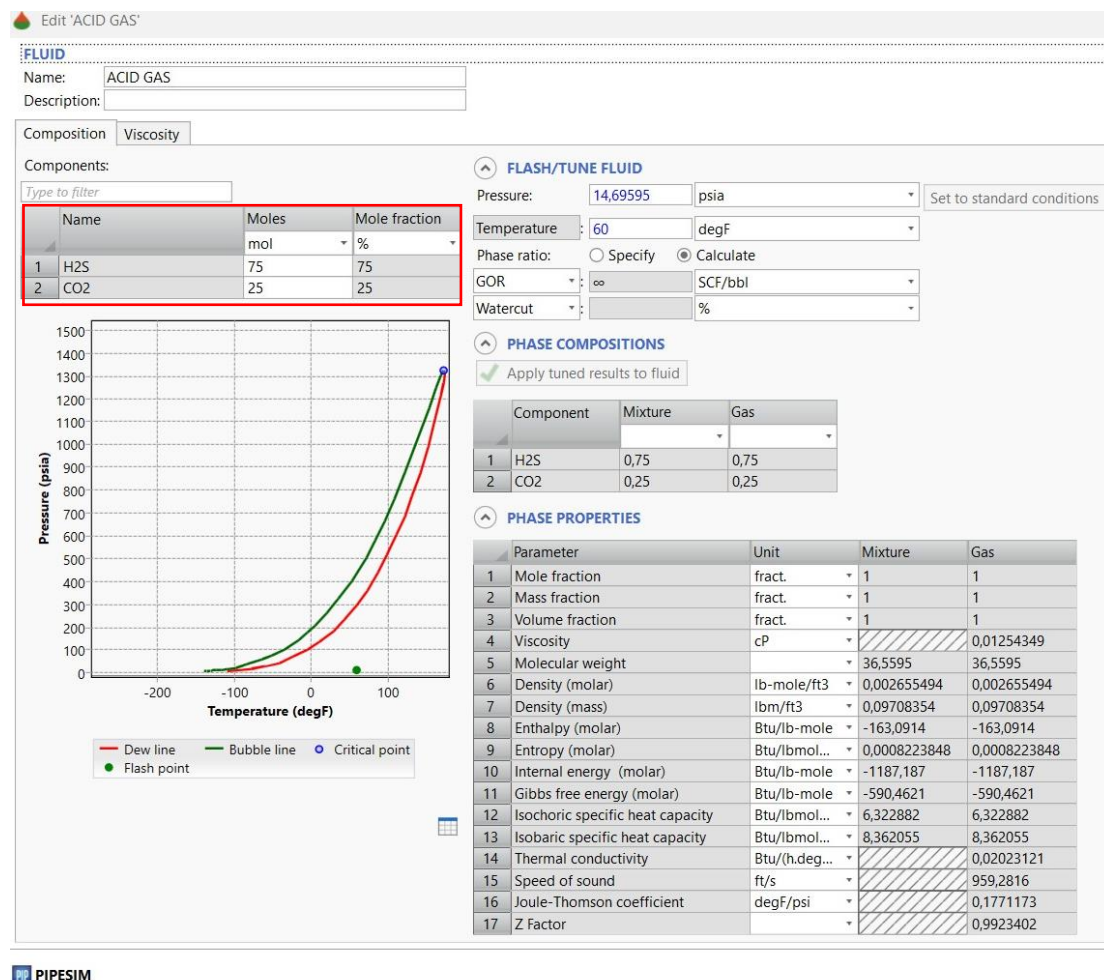 Edit 'ACID GAS'
FLUID
Name: ACID GAS
Description:
Composition Viscosity
Components:
Type to filter
Name Moles Mole fraction
mol %
1 H2S 75 75
2 CO2 25 25
1500
1400
1300
1200
1100
1000
900
800
700
600
500
400
300
200
100
0
Pressure (psia)
-200 -100 0 100
Temperature (degF)
Dew line Bubble line Critical point
Flash point
FLASH/TUNE FLUID
Pressure: 14,69595 psia Set to standard conditions
Temperature : 60 degF
Phase ratio: Specify Calculate
GOR : ∞ SCF/bbl
Watercut : %
PHASE COMPOSITIONS
Apply tuned results to fluid
Component Mixture Gas
1 H2S 0,75 0,75
2 CO2 0,25 0,25
PHASE PROPERTIES
Parameter Unit Mixture Gas
1 Mole fraction fract. 1 1
2 Mass fraction fract. 1 1
3 Volume fraction fract. 1 1
4 Viscosity cP 0,01254349
5 Molecular weight 36,5595 36,5595
6 Density (molar) lb-mole/ft3 0,002655494 0,002655494
7 Density (mass) lbm/ft3 0,09708354 0,09708354
8 Enthalpy (molar) Btu/lb-mole -163,0914 -163,0914
9 Entropy (molar) Btu/lbmol... 0,0008223848 0,0008223848
10 Internal energy (molar) Btu/lb-mole -1187,187 -1187,187
11 Gibbs free energy (molar) Btu/lb-mole -590,4621 -590,4621
12 Isochoric specific heat capacity Btu/lbmol... 6,322882 6,322882
13 Isobaric specific heat capacity Btu/lbmol... 8,362055 8,362055
14 Thermal conductivity Btu/(h.deg... 0,02023121
15 Speed of sound ft/s 959,2816
16 Joule-Thomson coefficient degF/psi 0,1771173
17 Z Factor 0,9923402
PIP PIPESIM